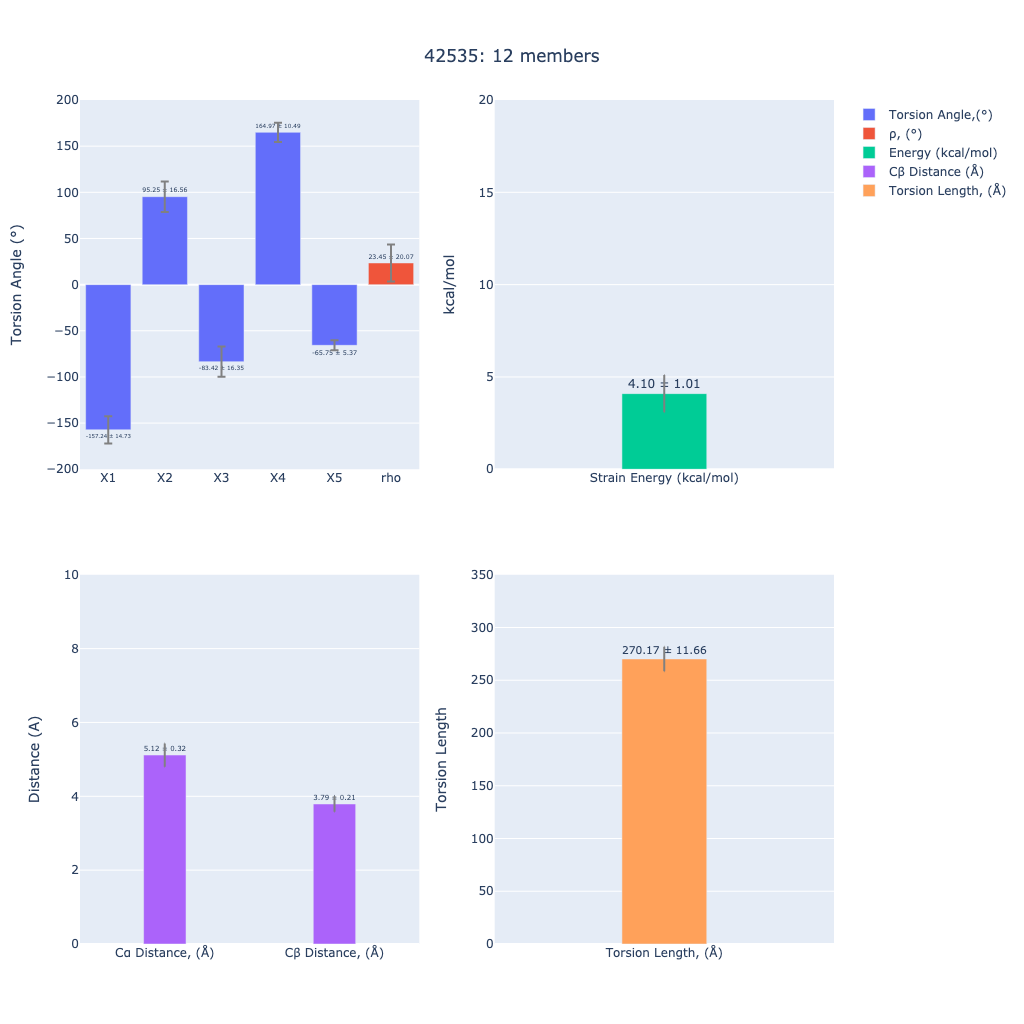 42535: 12 members
Torsion Angle (°)
200
150
100
50
0
−50
−100
−150
−200
-157.24 ± 14.73
95.25 ± 16.56
-83.42 ± 16.35
164.97 ± 10.49
-65.75 ± 5.37
23.45 ± 20.07
X1 X2 X3 X4 X5 rho
kcal/mol
20
15
10
5
0
4.10 ± 1.01
Strain Energy (kcal/mol)
Torsion Angle,(°)
ρ, (°)
Energy (kcal/mol)
Cβ Distance (Å)
Torsion Length, (Å)
Distance (A)
10
8
6
4
2
0
5.12 ± 0.32
3.79 ± 0.21
Cα Distance, (Å) Cβ Distance, (Å)
Torsion Length
350
300
250
200
150
100
50
0
270.17 ± 11.66
Torsion Length, (Å)